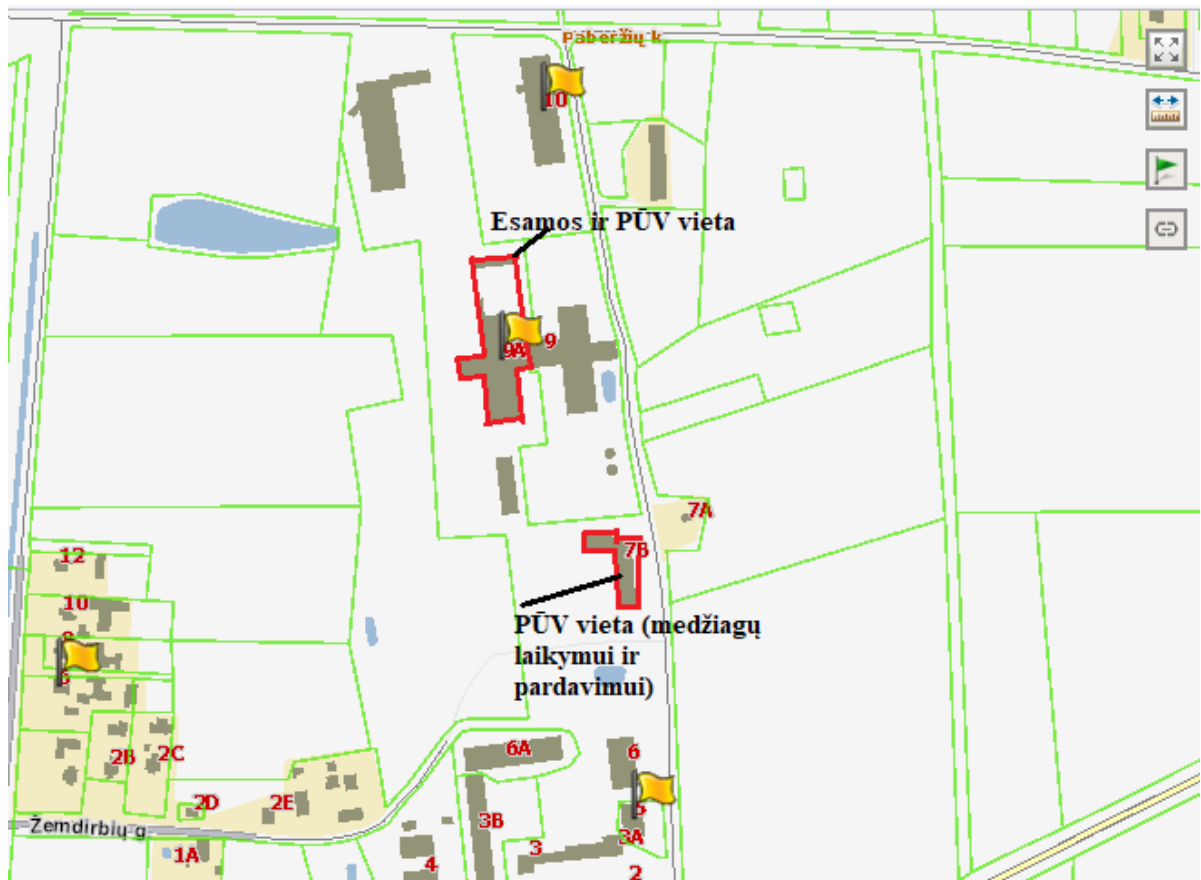 Paberžių k
10
Esamos ir PŪV vieta
9
9A
7A
7B
12
10
PŪV vieta (medžiagų
laikymui ir
pardavimui)
6A
6
2B
2C
2D
2E
5
3B
3A
Žemdirbių g
3
1A
4
2